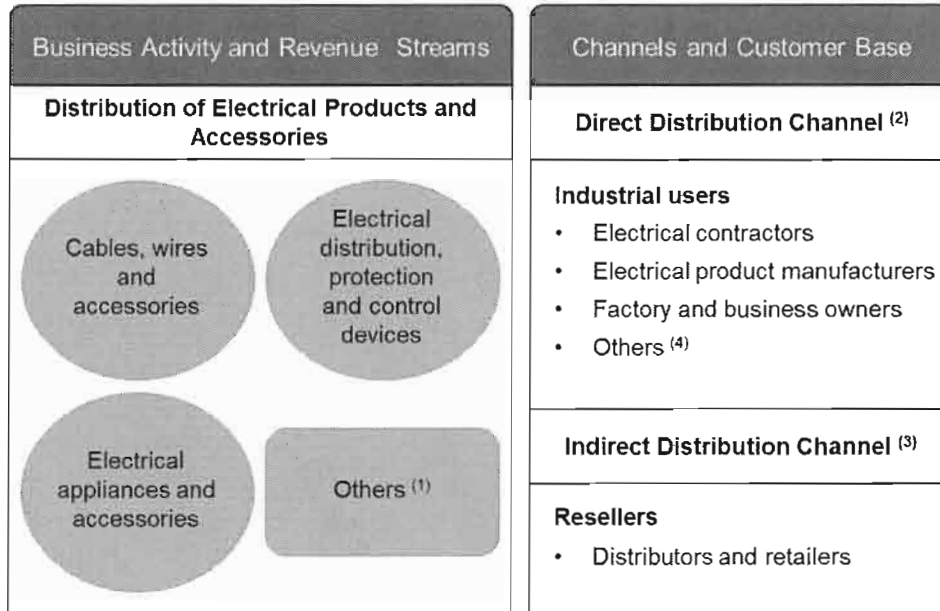 Business Activity and Revenue Streams
Distribution of Electrical Products and
Accessories
Cables, wires
and
accessories
Electrical
distribution,
protection
and control
devices
Electrical
appliances and
accessories
Others (1)
Channels and Customer Base
Direct Distribution Channel (2)
Industrial users
• Electrical contractors
• Electrical product manufacturers
• Factory and business owners
• Others (4)
Indirect Distribution Channel (3)
Resellers
• Distributors and retailers